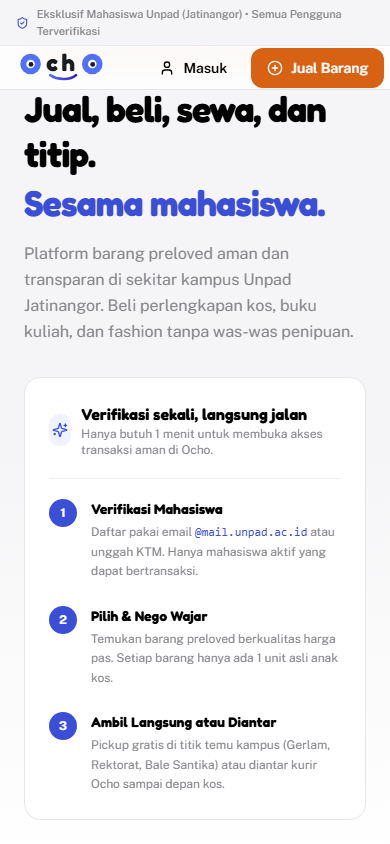 Eksklusif Mahasiswa Unpad (Jatinangor) • Semua Pengguna
Terverifikasi
Ocho
Masuk
Jual Barang
Jual, beli, sewa, dan
titip.
Sesama mahasiswa.
Platform barang preloved aman dan
transparan di sekitar kampus Unpad
Jatinangor. Beli perlengkapan kos, buku
kuliah, dan fashion tanpa was-was penipuan.
Verifikasi sekali, langsung jalan
Hanya butuh 1 menit untuk membuka akses
transaksi aman di Ocho.
1
Verifikasi Mahasiswa
Daftar pakai email @mail.unpad.ac.id atau
unggah KTM. Hanya mahasiswa aktif yang
dapat bertransaksi.
2
Pilih & Nego Wajar
Temukan barang preloved berkualitas harga
pas. Setiap barang hanya ada 1 unit asli anak
kos.
3
Ambil Langsung atau Diantar
Pickup gratis di titik temu kampus (Gerlam,
Rektorat, Bale Santika) atau diantar kurir
Ocho sampai depan kos.